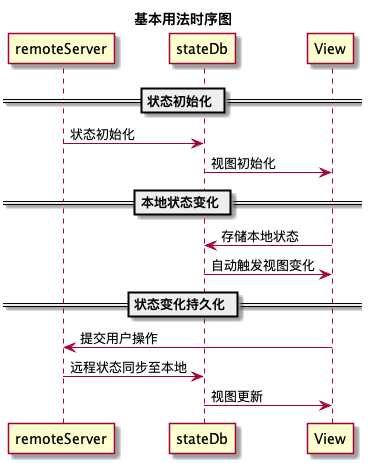 基本用法时序图
remoteServer stateDb View
状态初始化
状态初始化
视图初始化
本地状态变化
存储本地状态
自动触发视图变化
状态变化持久化
提交用户操作
远程状态同步至本地
视图更新
remoteServer stateDb View